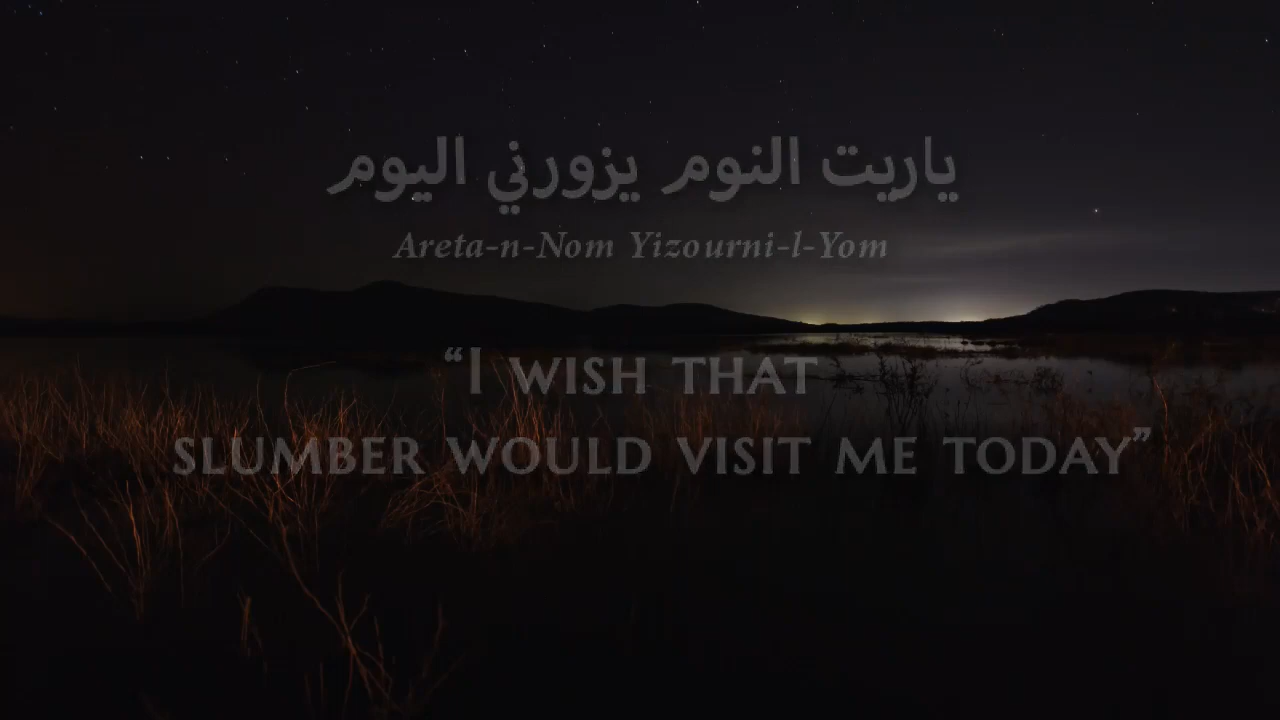 ياريت النوم يزورني اليوم
Areta-n-Nom Yizourni-l-Yom
“I WISH THAT
SLUMBER WOULD VISIT ME TODAY”